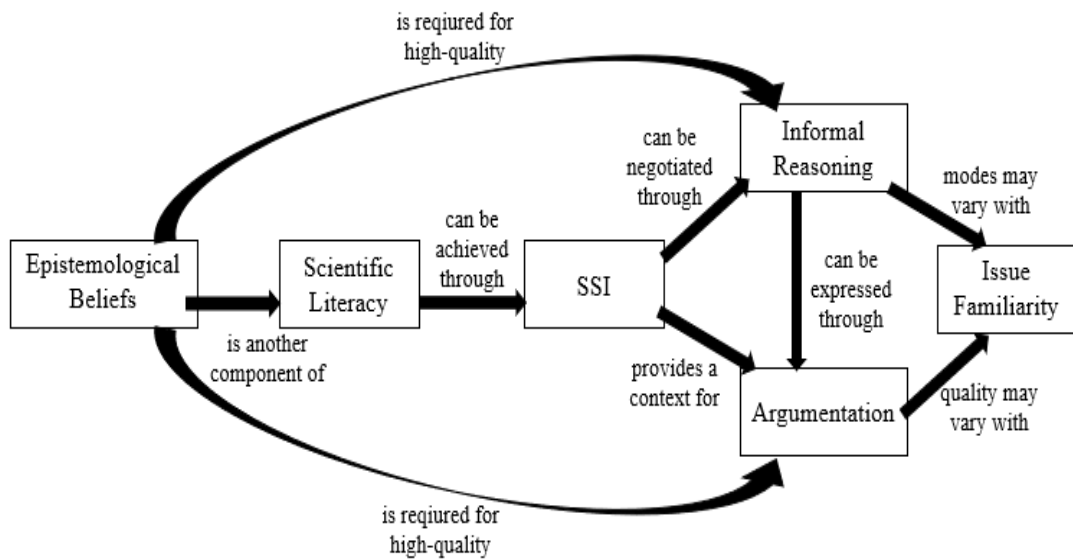 is reqiured for
high-quality
Informal
Reasoning
can be
negotiated
through
modes may
vary with
can be
achieved
through
Epistemological
Beliefs
Scientific
Literacy
SSI
can be
expressed
through
Issue
Familiarity
is another
component of
provides a
context for
Argumentation
quality may
vary with
is reqiured for
high-quality